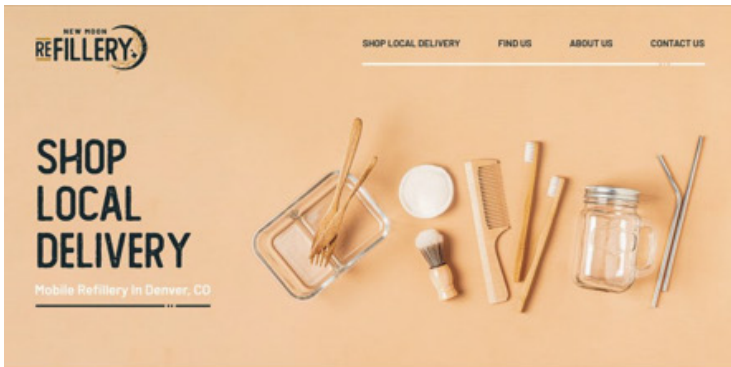 NEW MOON
REFILLERY
SHOP LOCAL DELIVERY FIND US ABOUT US CONTACT US
SHOP
LOCAL
DELIVERY
Mobile Refillery In Denver, CO